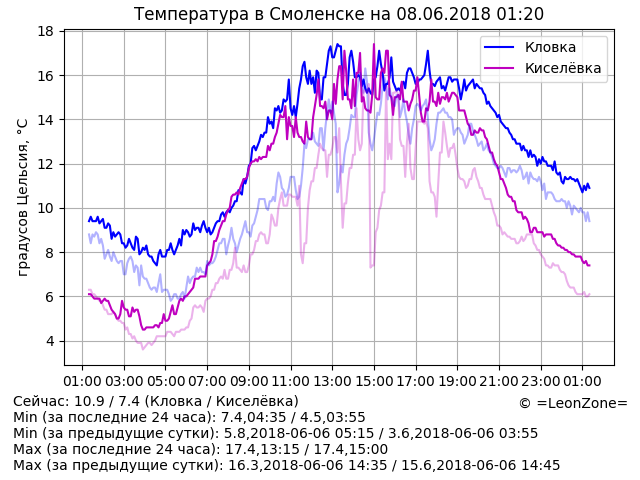 Температура в Смоленске на 08.06.2018 01:20
Кловка
Киселёвка
градусов Цельсия, °C
18
16
14
12
10
8
6
4
01:00 03:00 05:00 07:00 09:00 11:00 13:00 15:00 17:00 19:00 21:00 23:00 01:00
Сейчас: 10.9 / 7.4 (Кловка / Киселёвка)
© =LeonZone=
Min (за последние 24 часа): 7.4,04:35 / 4.5,03:55
Min (за предыдущие сутки): 5.8,2018-06-06 05:15 / 3.6,2018-06-06 03:55
Max (за последние 24 часа): 17.4,13:15 / 17.4,15:00
Max (за предыдущие сутки): 16.3,2018-06-06 14:35 / 15.6,2018-06-06 14:45